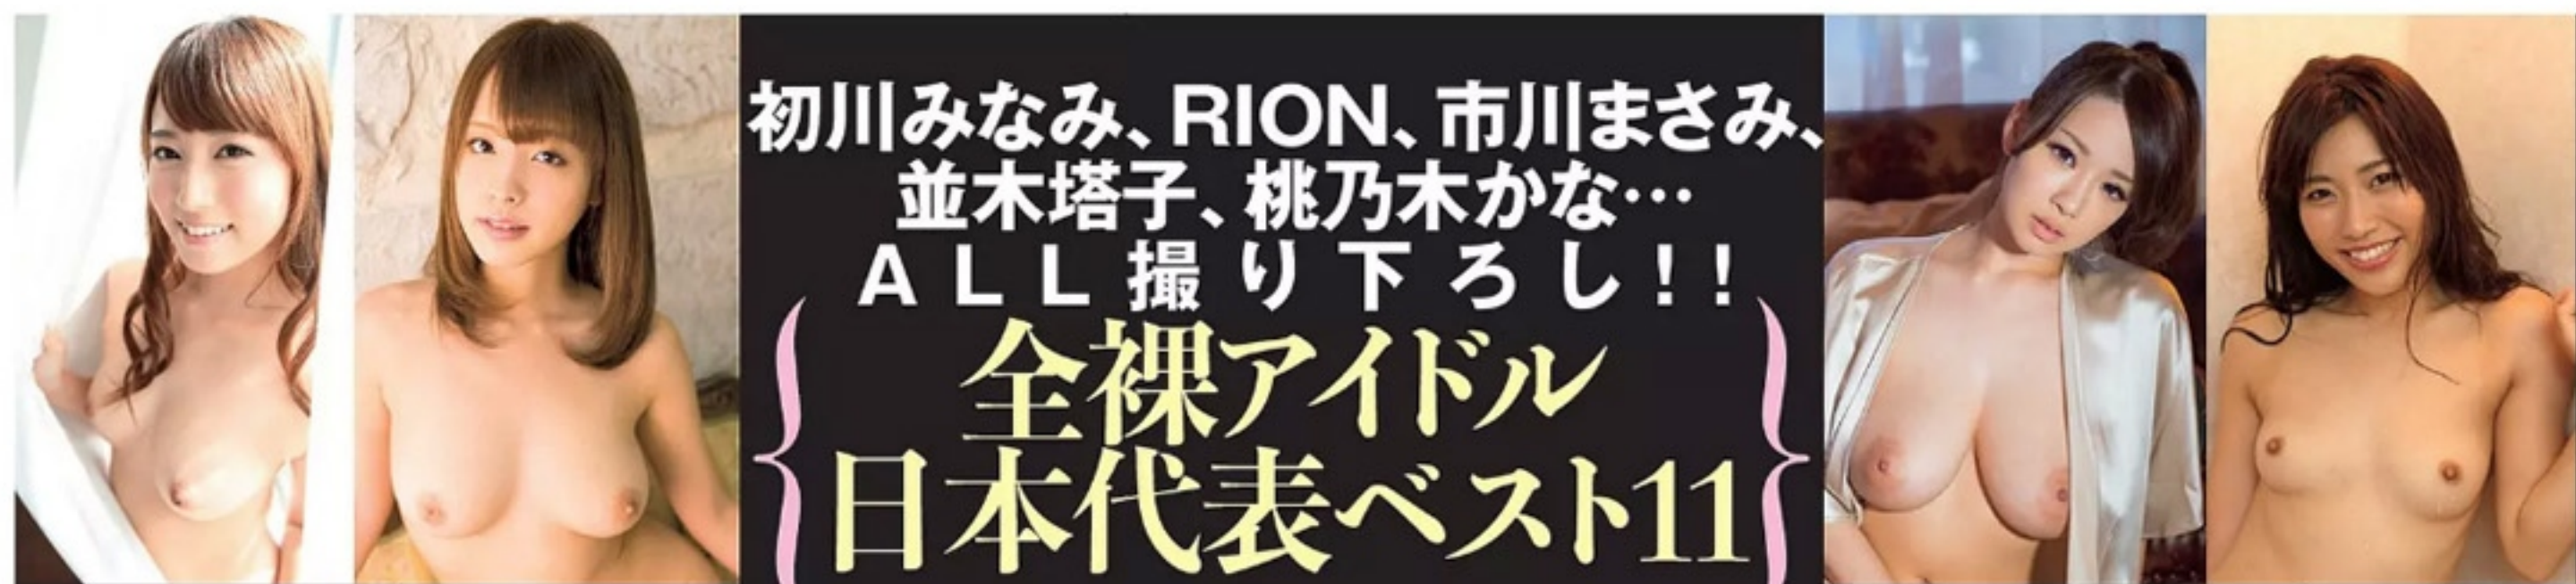 初川みなみ、RION、市川まさみ、
並木塔子、桃乃木かな…
ALL撮り下ろし!!
全裸アイドル
日本代表ベスト11